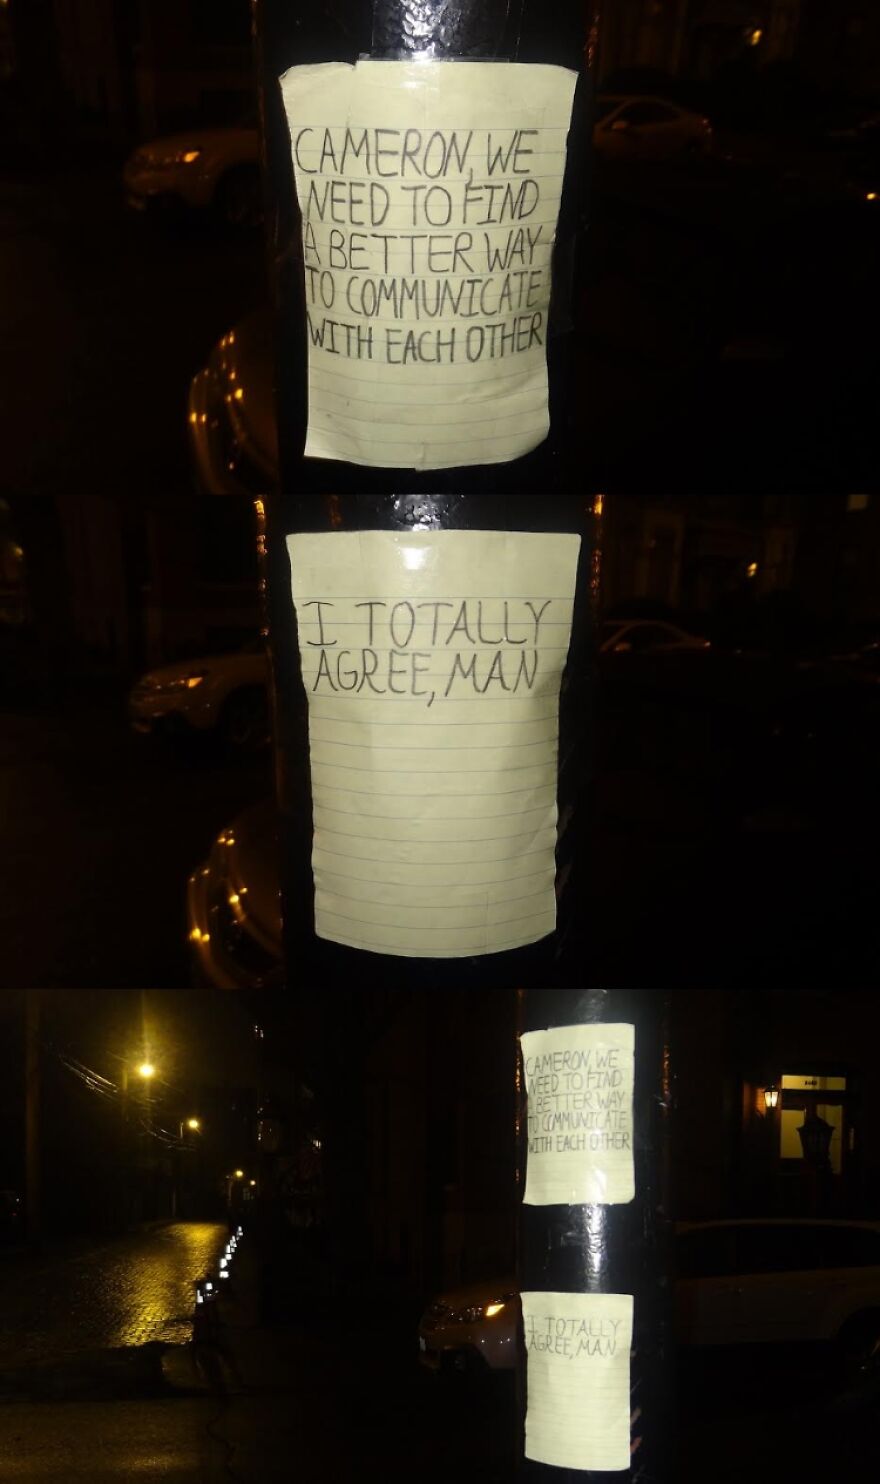 CAMERON, WE
NEED TO FIND
A BETTER WAY
TO COMMUNICATE
WITH EACH OTHER
I TOTALLY
AGREE, MAN
CAMERON, WE
NEED TO FIND
A BETTER WAY
TO COMMUNICATE
WITH EACH OTHER
I TOTALLY
AGREE, MAN